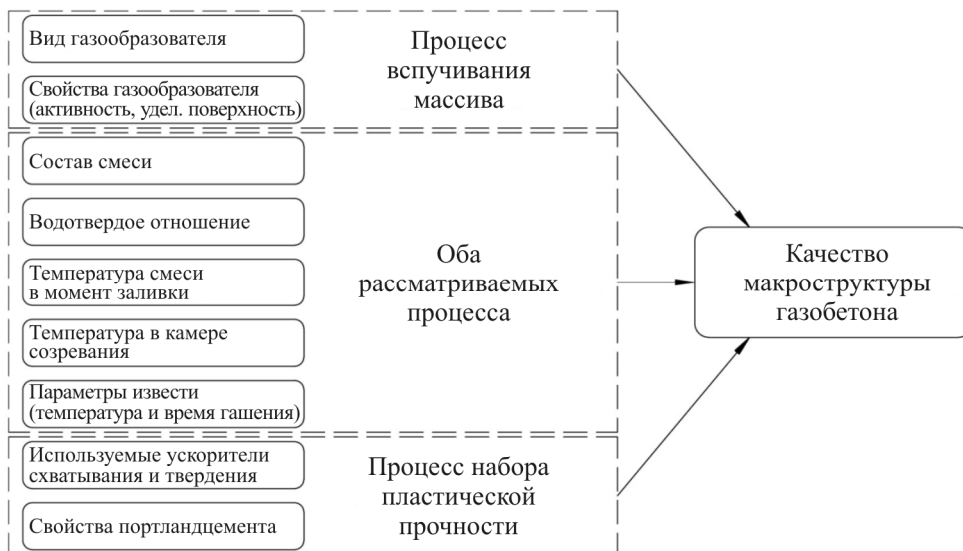 Вид газообразователя
Свойства газообразователя
(активность, удел. поверхность)
Процесс
вспучивания
массива
Состав смеси
Водотвердое отношение
Температура смеси
в момент заливки
Температура в камере
созревания
Параметры извести
(температура и время гашения)
Оба
рассматриваемых
процесса
Используемые ускорители
схватывания и твердения
Свойства портландцемента
Процесс набора
пластической
прочности
Качество
макроструктуры
газобетона